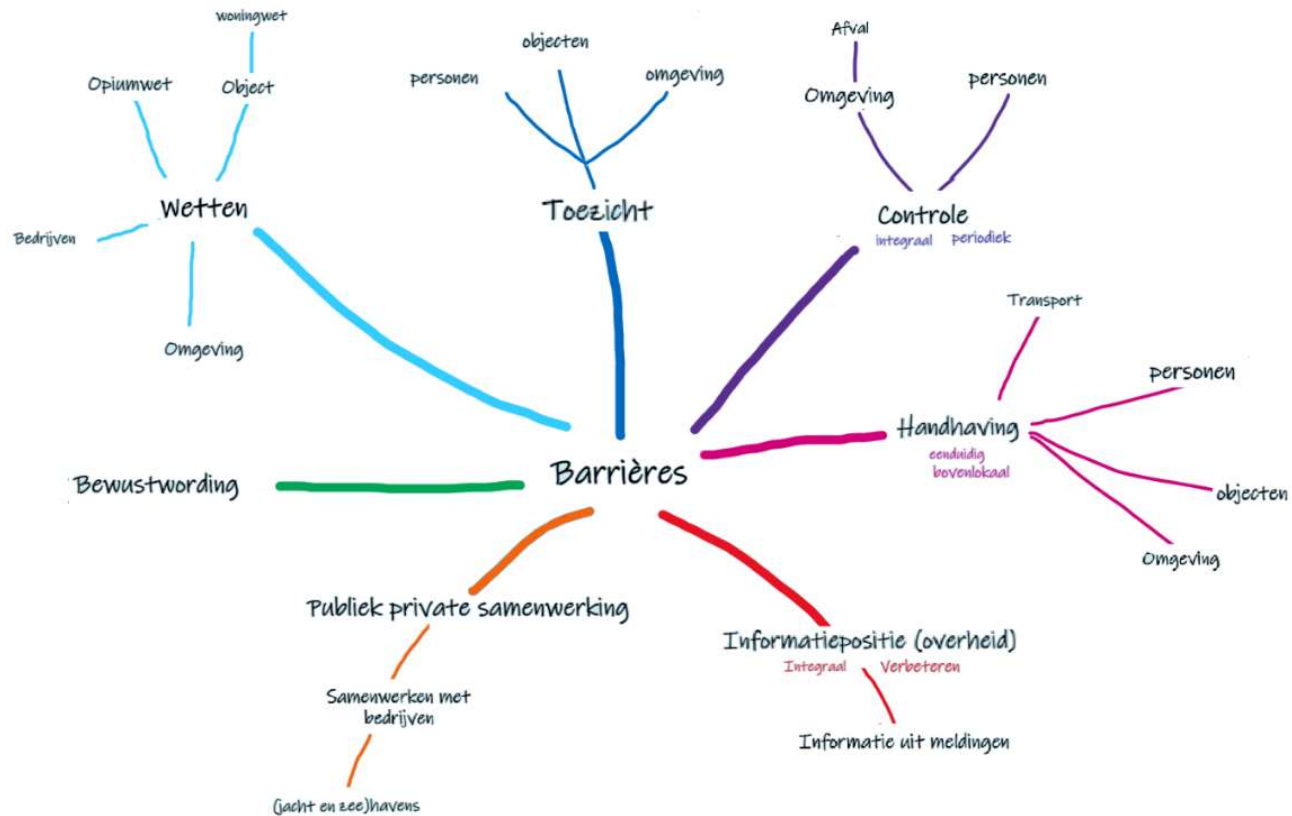 woningwet
Opiumwet
Object
Wetten
Bedrijven
Omgeving
objecten
personen
omgeving
Toezicht
Afval
Omgeving
personen
Controle
integraal periodiek
Transport
personen
Handhaving
eenduidig
bovenlokaal
objecten
Omgeving
Barrières
Bewustwording
Publiek private samenwerking
Samenwerken met
bedrijven
(jacht en zee)havens
Informatiepositie (overheid)
Integraal Verbeteren
Informatie uit meldingen